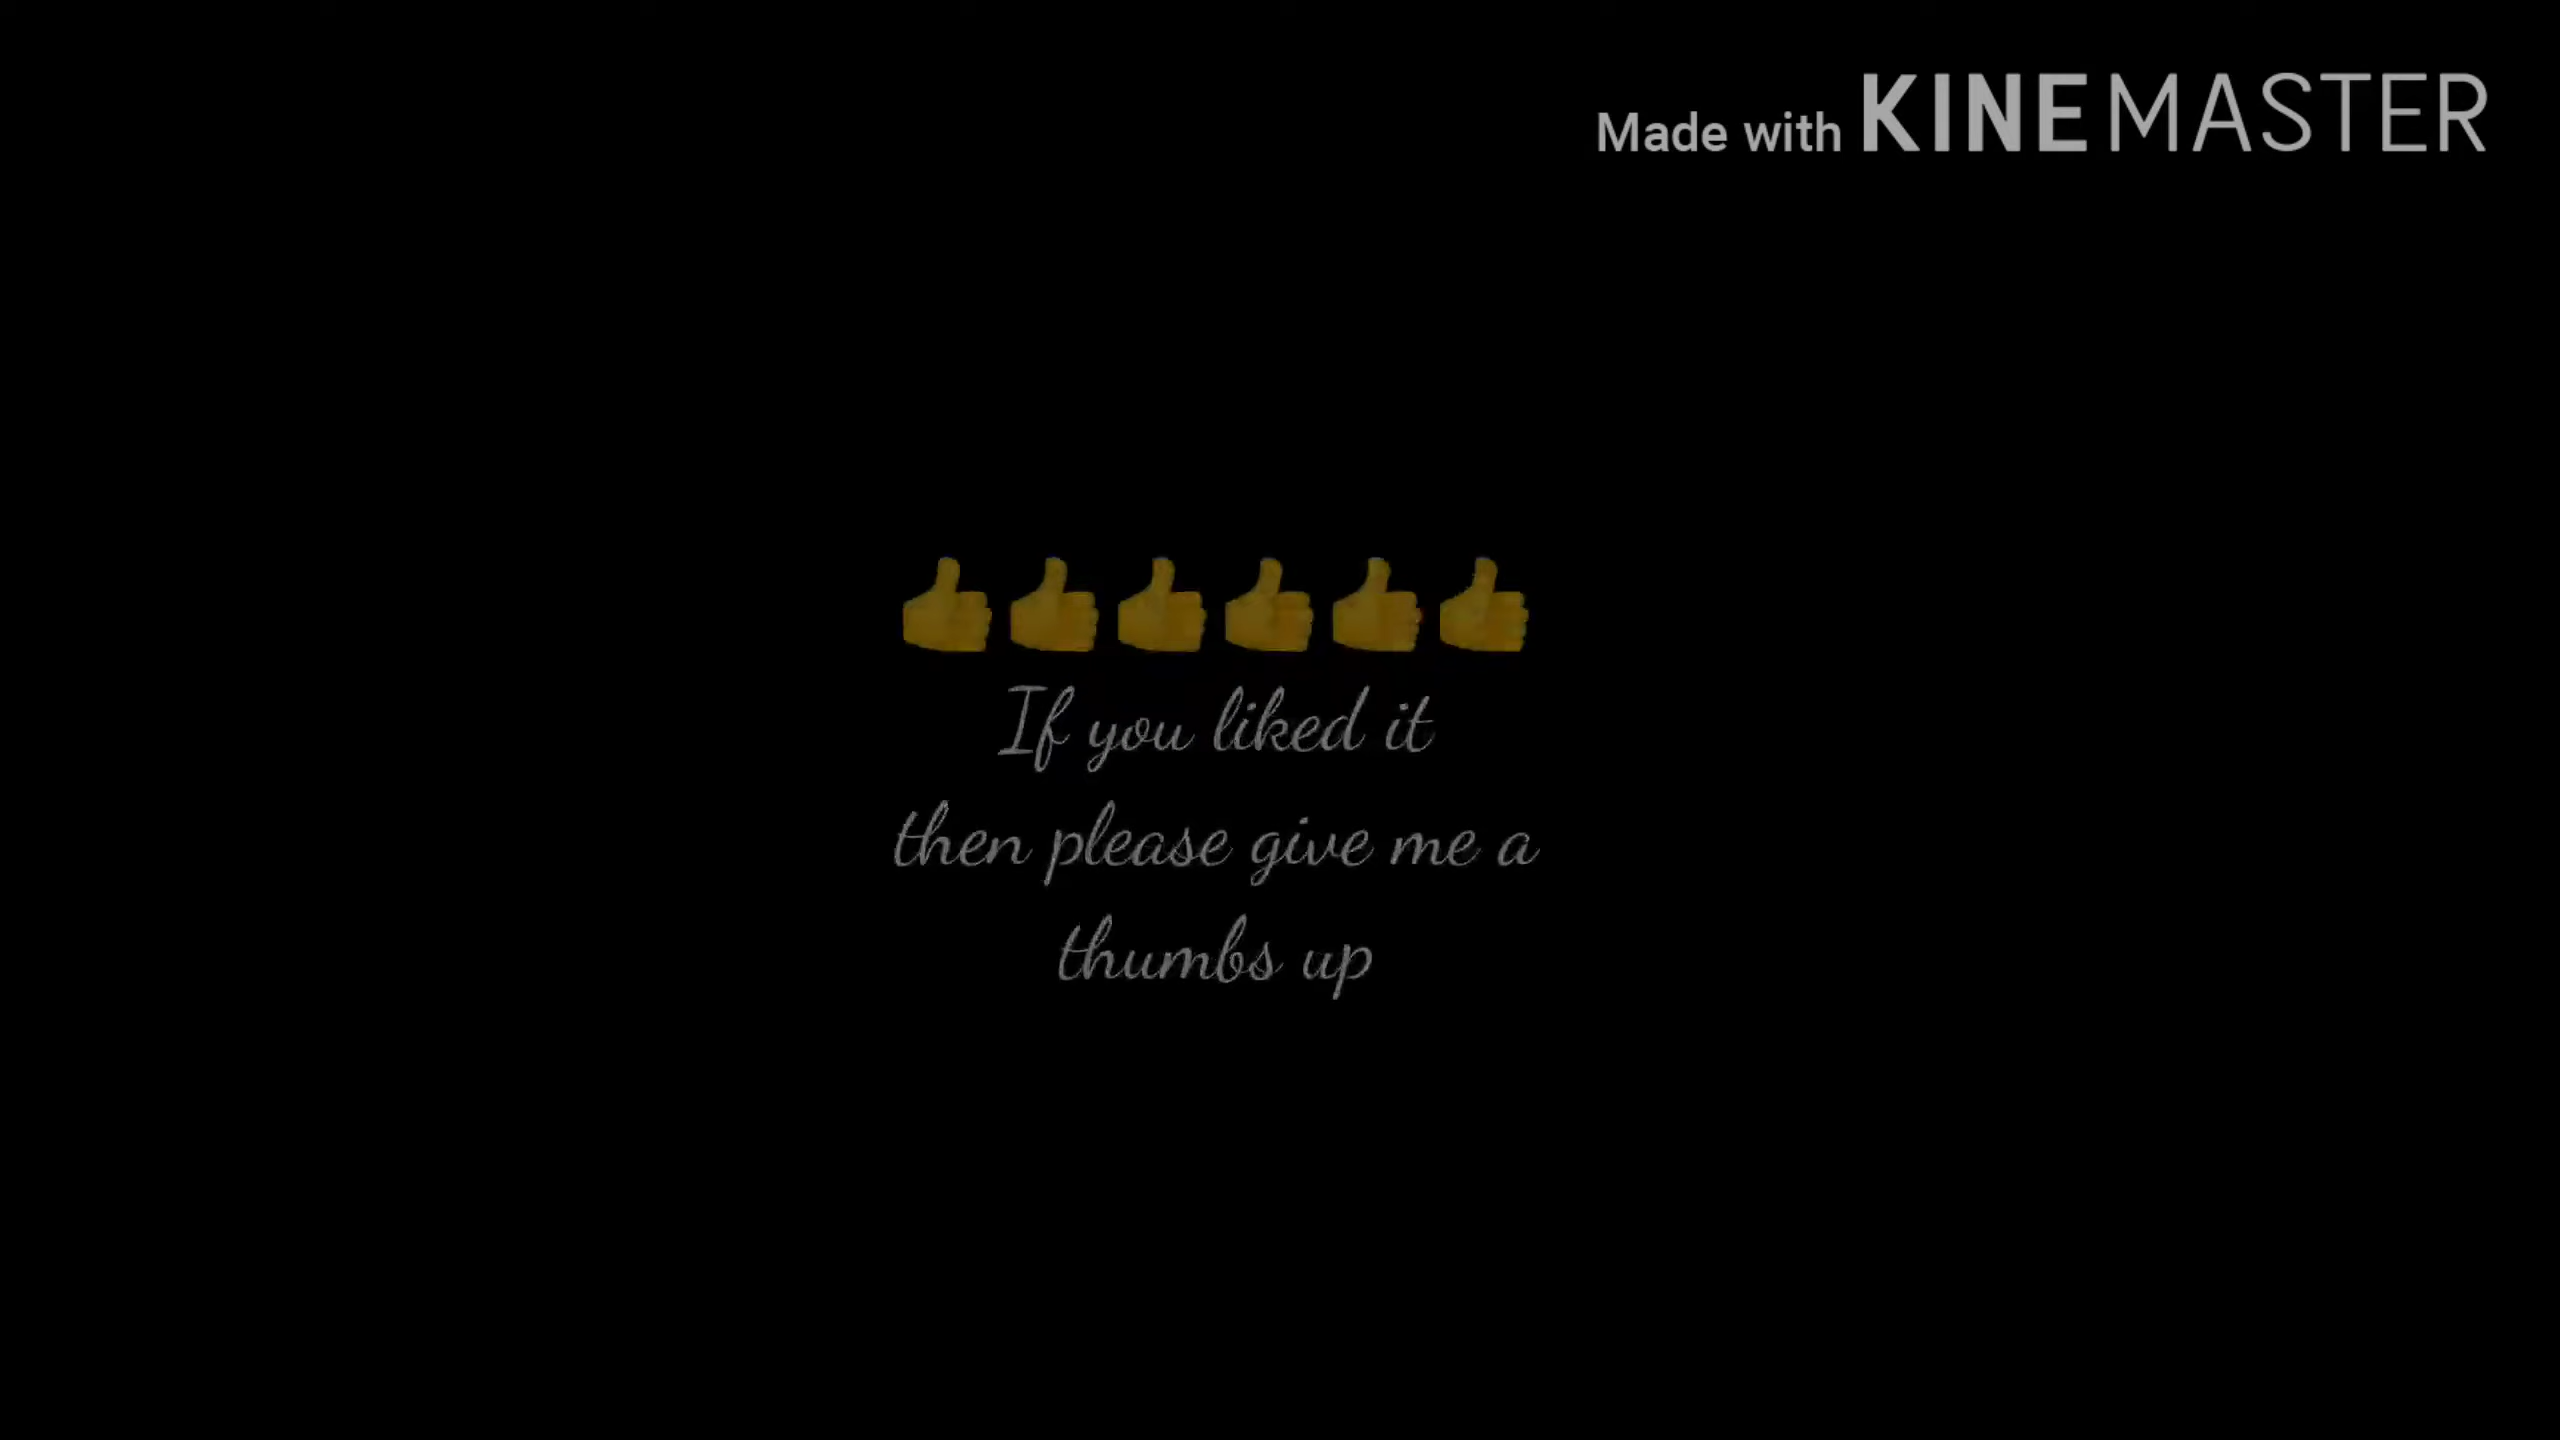 Made with KINEMASTER
👍👍👍👍👍👍
If you liked it
then please give me a
thumbs up